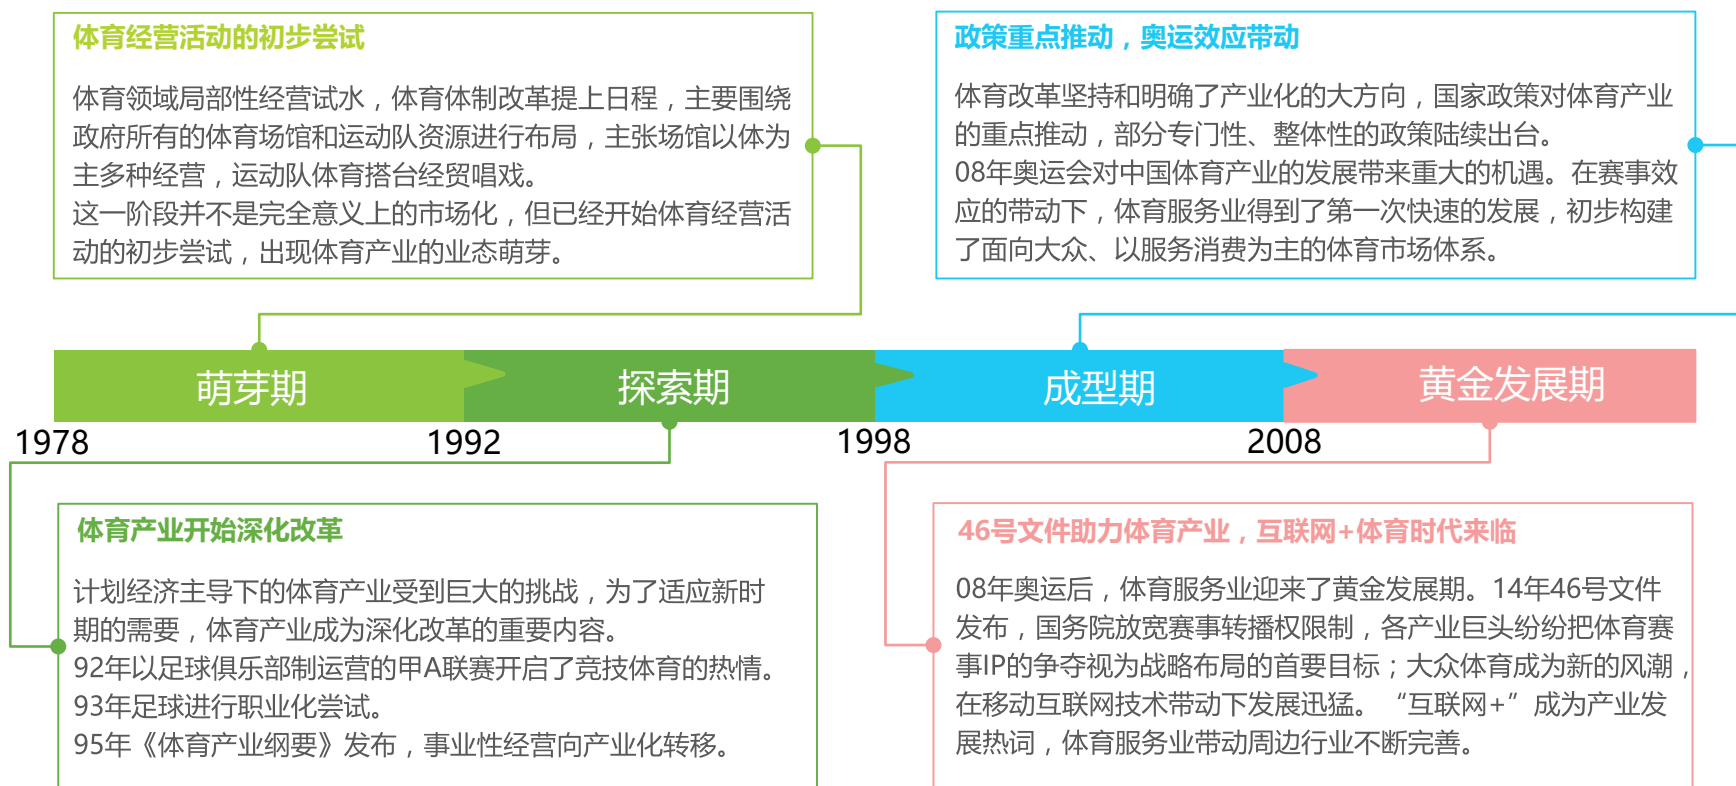 体育经营活动的初步尝试
体育领域局部性经营试水，体育体制改革提上日程，主要围绕
政府所有的体育场馆和运动队资源进行布局，主张场馆以体为
主多种经营，运动队体育搭台经贸唱戏。
这一阶段并不是完全意义上的市场化，但已经开始体育经营活
动的初步尝试，出现体育产业的业态萌芽。
政策重点推动，奥运效应带动
体育改革坚持和明确了产业化的大方向，国家政策对体育产业
的重点推动，部分专门性、整体性的政策陆续出台。
08年奥运会对中国体育产业的发展带来重大的机遇。在赛事效
应的带动下，体育服务业得到了第一次快速的发展，初步构建
了面向大众、以服务消费为主的体育市场体系。
萌芽期
探索期
成型期
黄金发展期
1978
1992
1998
2008
体育产业开始深化改革
计划经济主导下的体育产业受到巨大的挑战，为了适应新时
期的需要，体育产业成为深化改革的重要内容。
92年以足球俱乐部制运营的甲A联赛开启了竞技体育的热情。
93年足球进行职业化尝试。
95年《体育产业纲要》发布，事业性经营向产业化转移。
46号文件助力体育产业，互联网+体育时代来临
08年奥运后，体育服务业迎来了黄金发展期。14年46号文件
发布，国务院放宽赛事转播权限制，各产业巨头纷纷把体育赛
事IP的争夺视为战略布局的首要目标；大众体育成为新的风潮，
在移动互联网技术带动下发展迅猛。“互联网+”成为产业发
展热词，体育服务业带动周边行业不断完善。